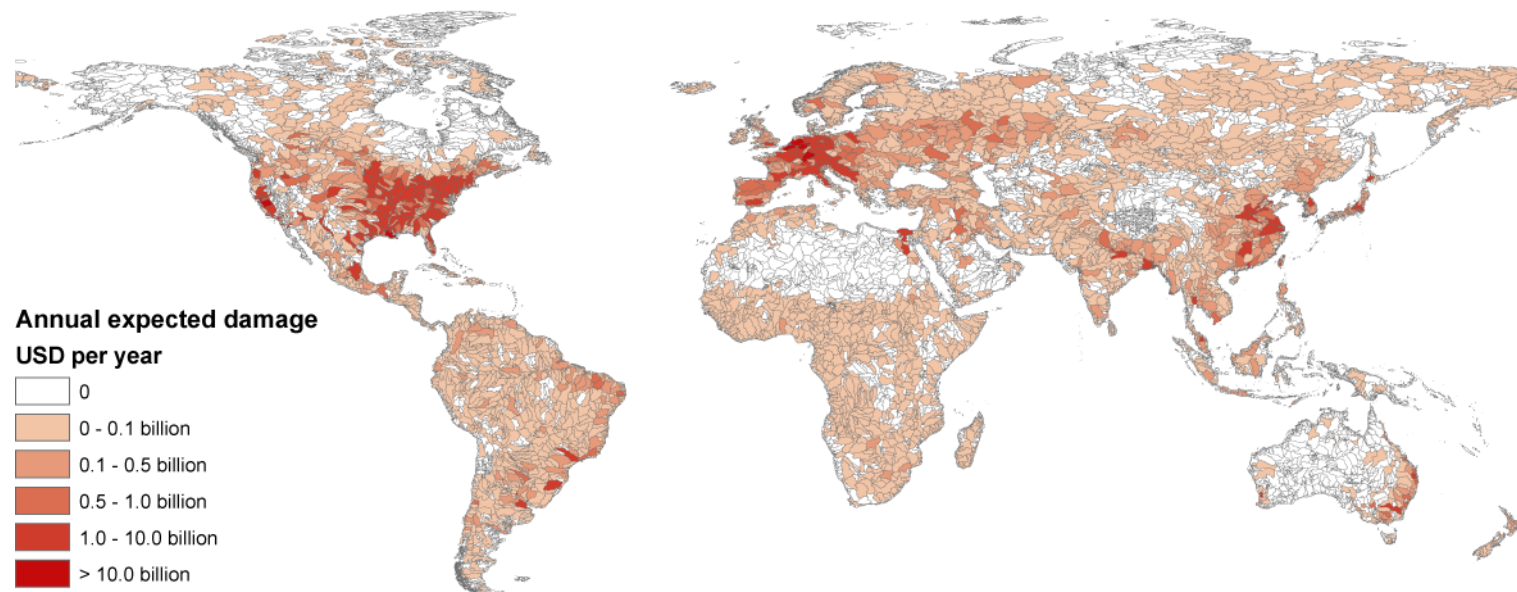 Annual expected damage
USD per year
0
0 - 0.1 billion
0.1 - 0.5 billion
0.5 - 1.0 billion
1.0 - 10.0 billion
> 10.0 billion